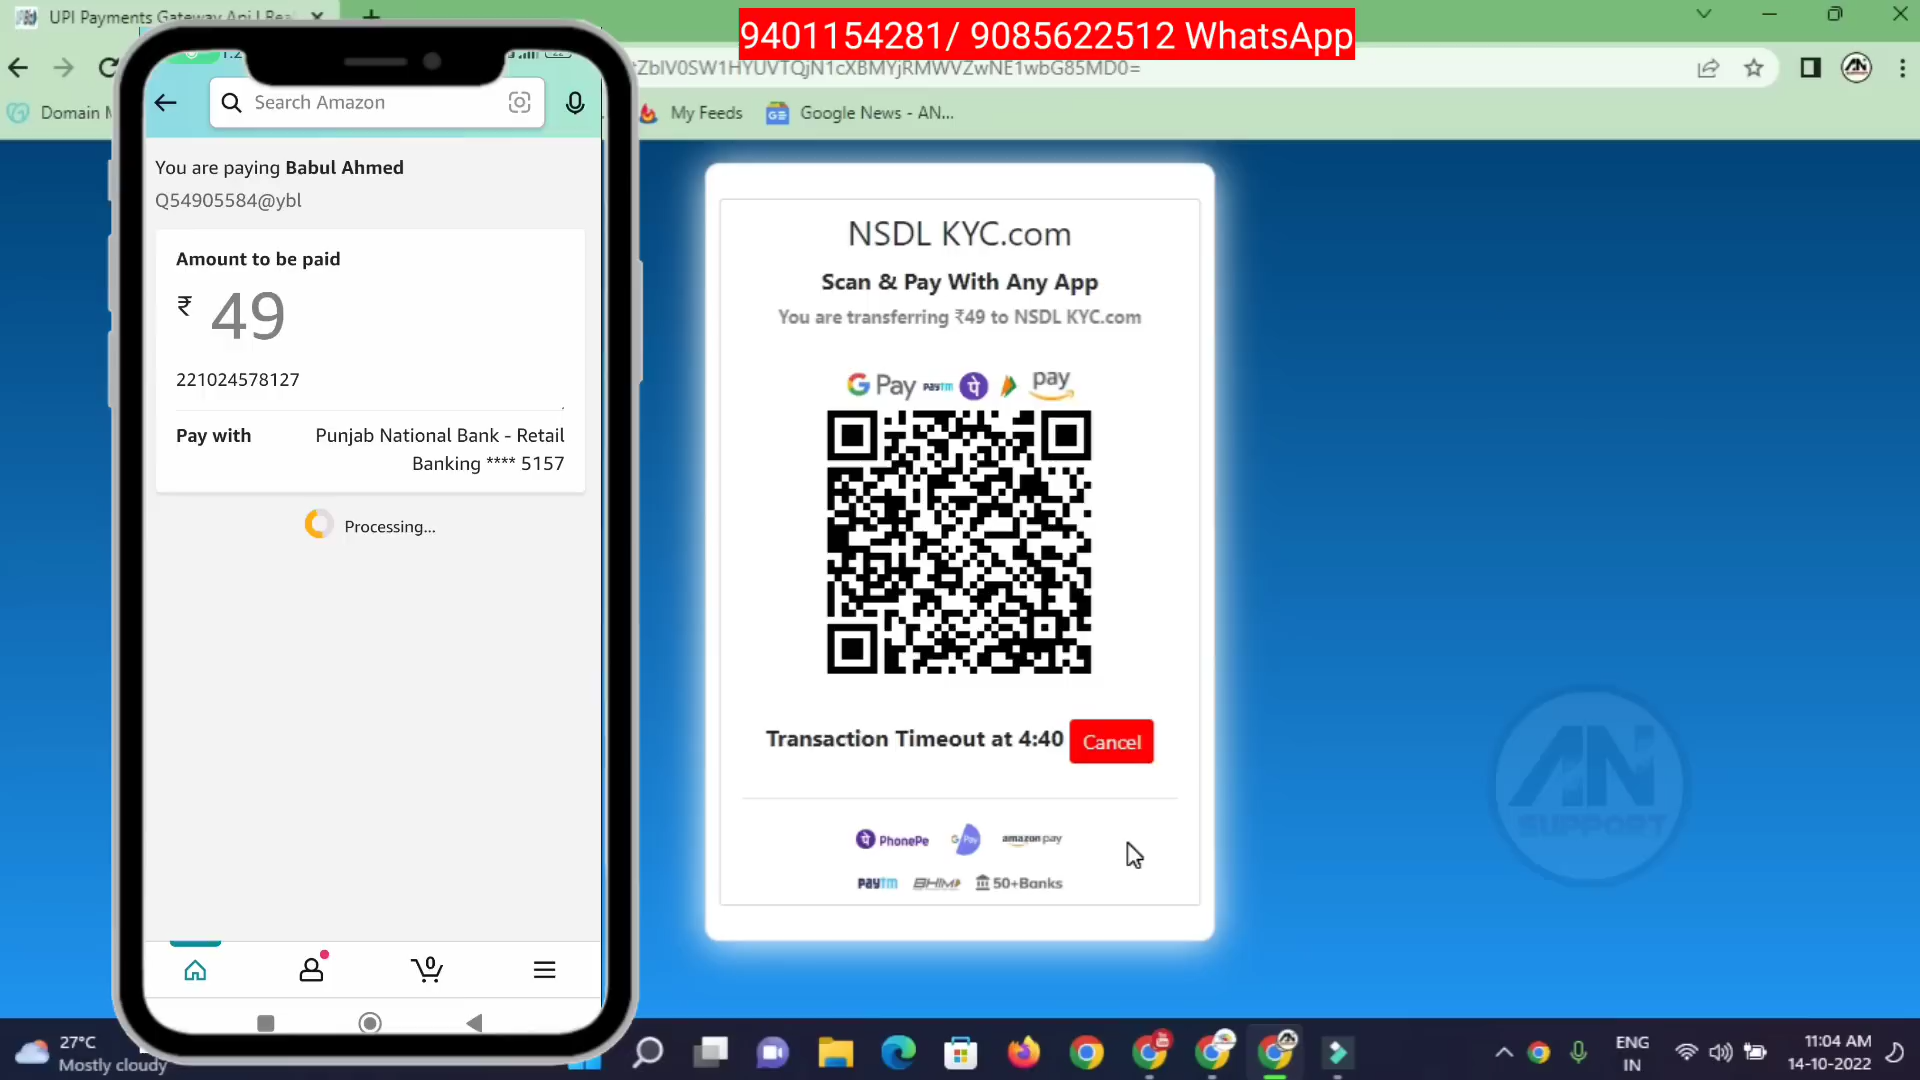 UPI Payments Gateway Api | Rea
9401154281/ 9085622512 WhatsApp
ZbIV0SW1HYUVTQjN1cXBMYjRMWVZwNE1wbG85MD0=
Domain
My Feeds
Google News - AN...
Search Amazon
You are paying Babul Ahmed
Q54905584@ybl
Amount to be paid
₹ 49
221024578127
Pay with
Punjab National Bank - Retail
Banking **** 5157
Processing...
0
NSDL KYC.com
Scan & Pay With Any App
You are transferring ₹49 to NSDL KYC.com
G Pay paytm पे pay
Transaction Timeout at 4:40
Cancel
पे PhonePe G Pay amazon pay
paytm BHIM 50+Banks
AN
SUPPORT
27°C
Mostly cloudy
ENG
IN
11:04 AM
14-10-2022